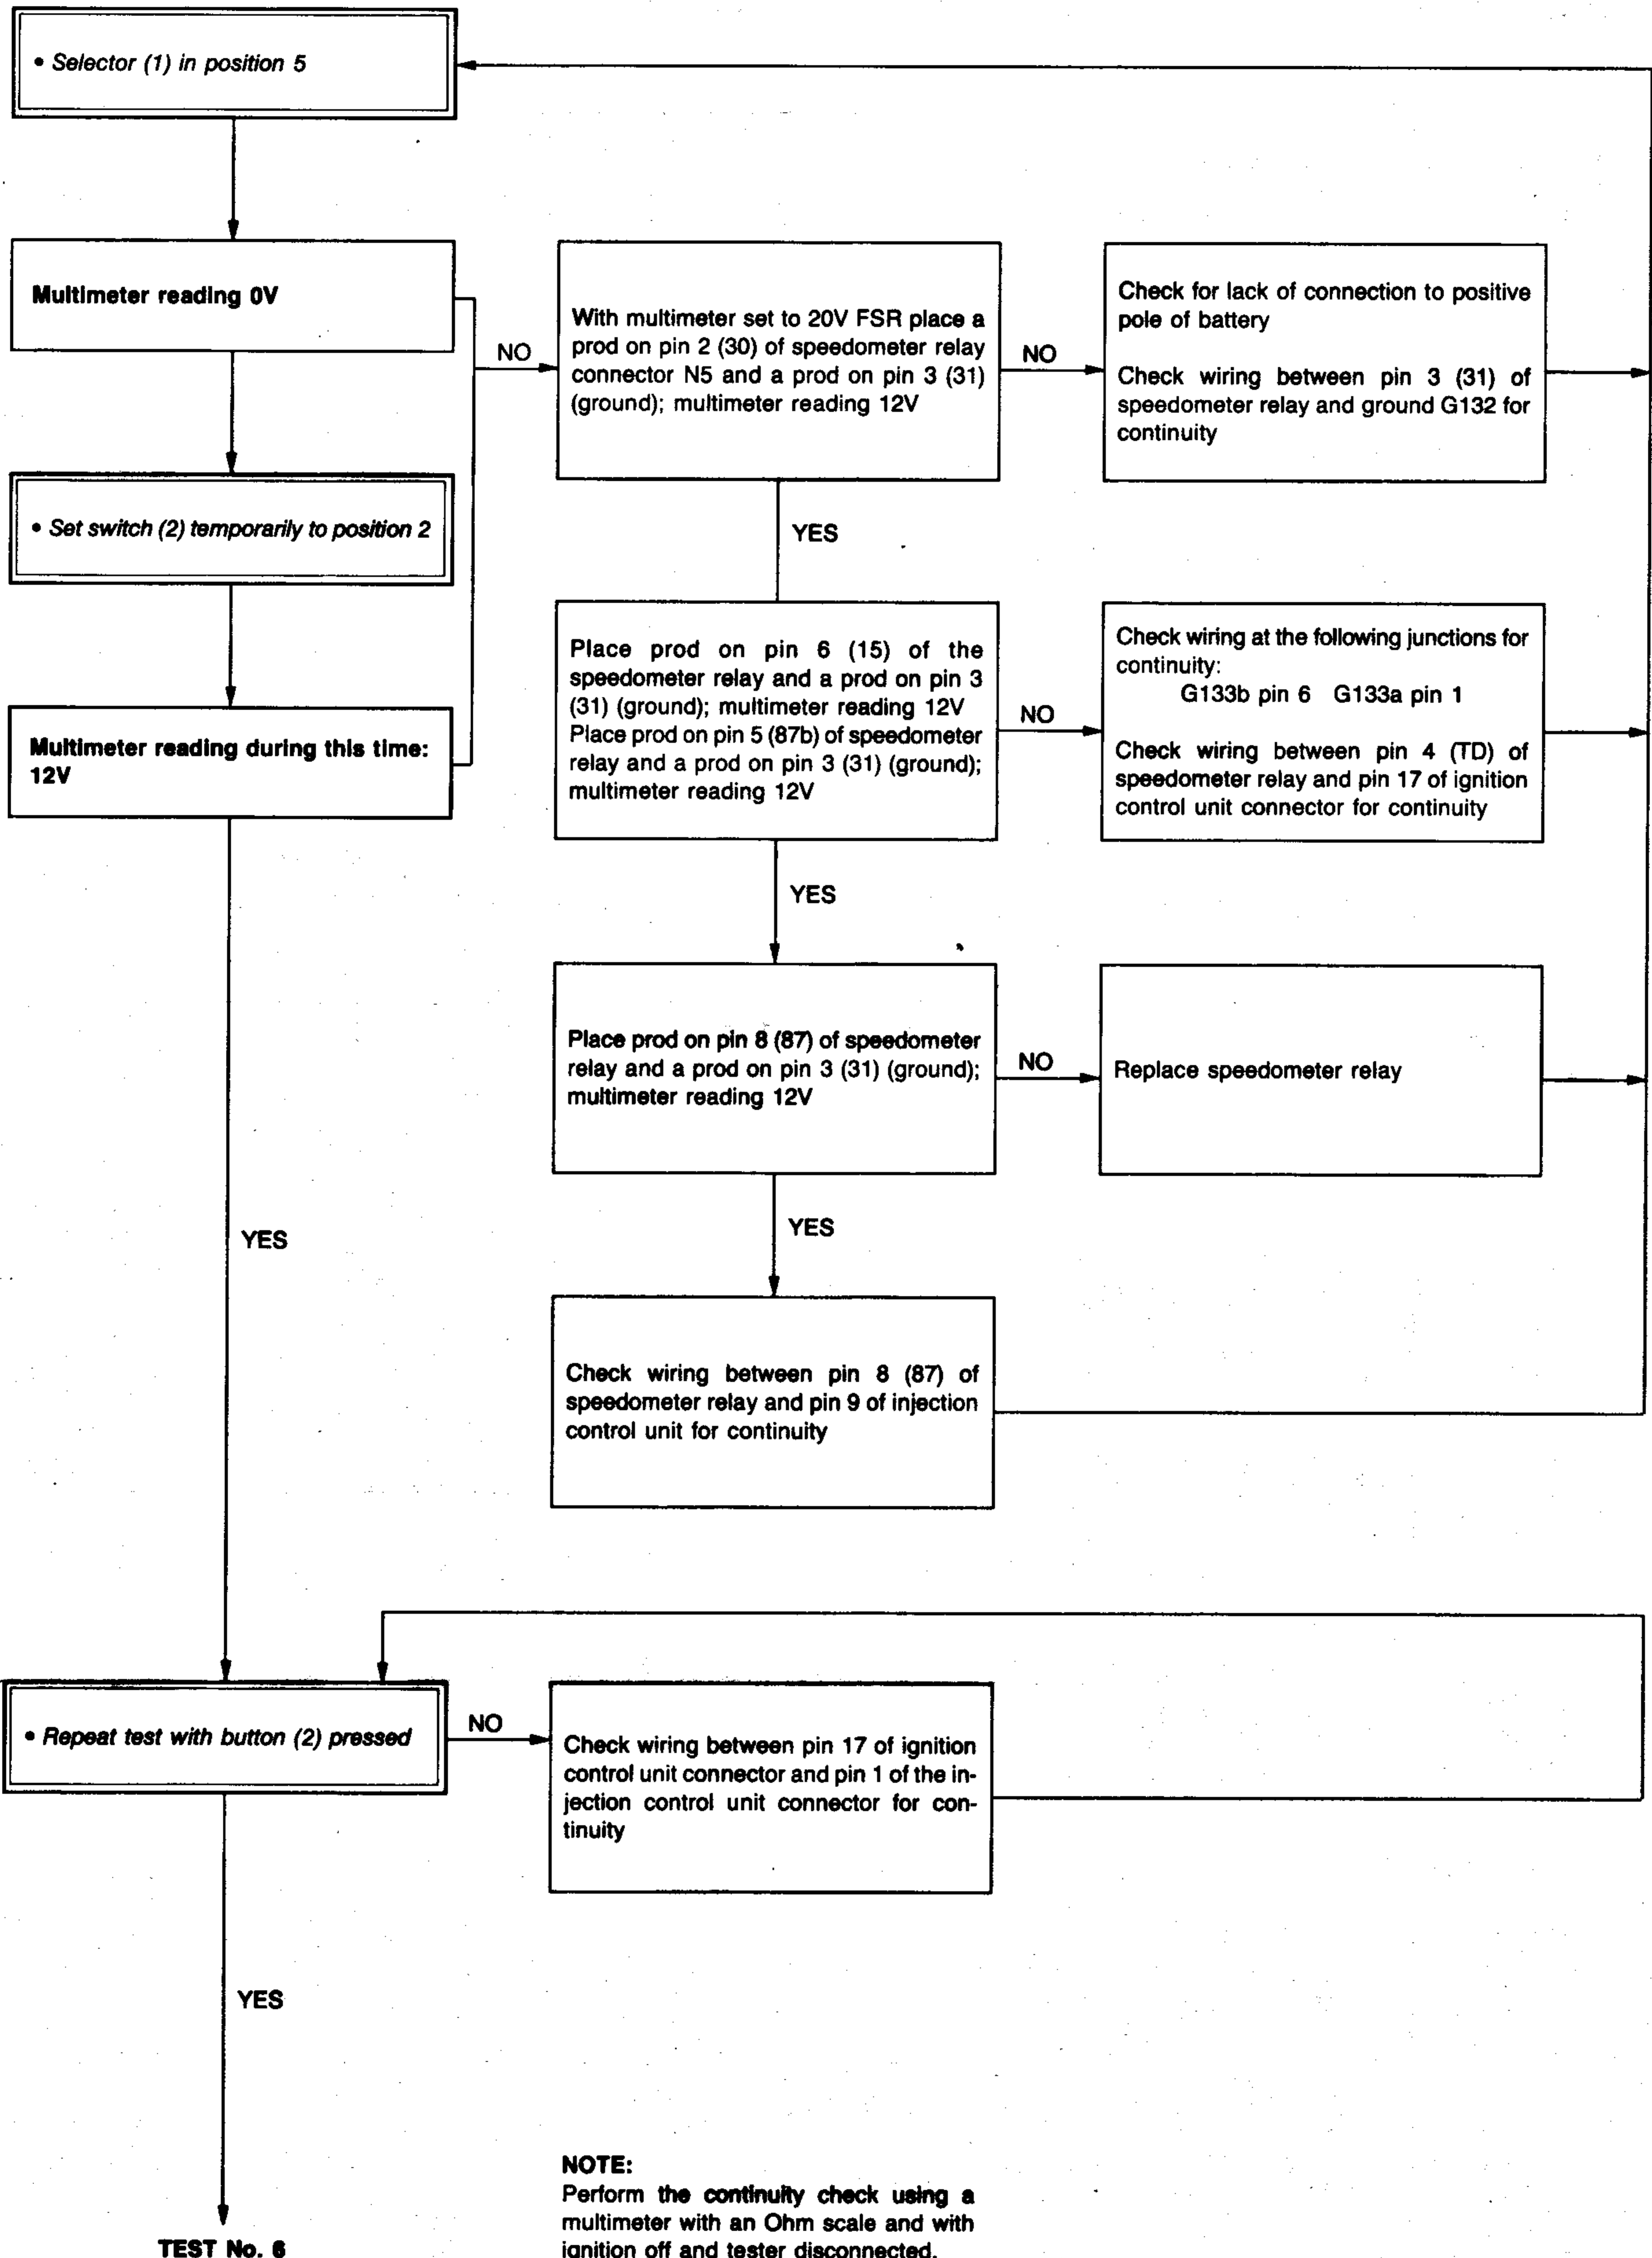 • Selector (1) in position 5
Multimeter reading 0V
NO
With multimeter set to 20V FSR place a
prod on pin 2 (30) of speedometer relay
connector N5 and a prod on pin 3 (31)
(ground); multimeter reading 12V
NO
Check for lack of connection to positive
pole of battery
Check wiring between pin 3 (31) of
speedometer relay and ground G132 for
continuity
• Set switch (2) temporarily to position 2
YES
Multimeter reading during this time:
12V
Place prod on pin 6 (15) of the
speedometer relay and a prod on pin 3
(31) (ground); multimeter reading 12V
Place prod on pin 5 (87b) of speedometer
relay and a prod on pin 3 (31) (ground);
multimeter reading 12V
NO
Check wiring at the following junctions for
continuity:
G133b pin 6 G133a pin 1
Check wiring between pin 4 (TD) of
speedometer relay and pin 17 of ignition
control unit connector for continuity
YES
Place prod on pin 8 (87) of speedometer
relay and a prod on pin 3 (31) (ground);
multimeter reading 12V
NO
Replace speedometer relay
YES
YES
Check wiring between pin 8 (87) of
speedometer relay and pin 9 of injection
control unit for continuity
• Repeat test with button (2) pressed
NO
Check wiring between pin 17 of ignition
control unit connector and pin 1 of the in-
jection control unit connector for con-
tinuity
YES
TEST No. 6
NOTE:
Perform the continuity check using a
multimeter with an Ohm scale and with
ignition off and tester disconnected.